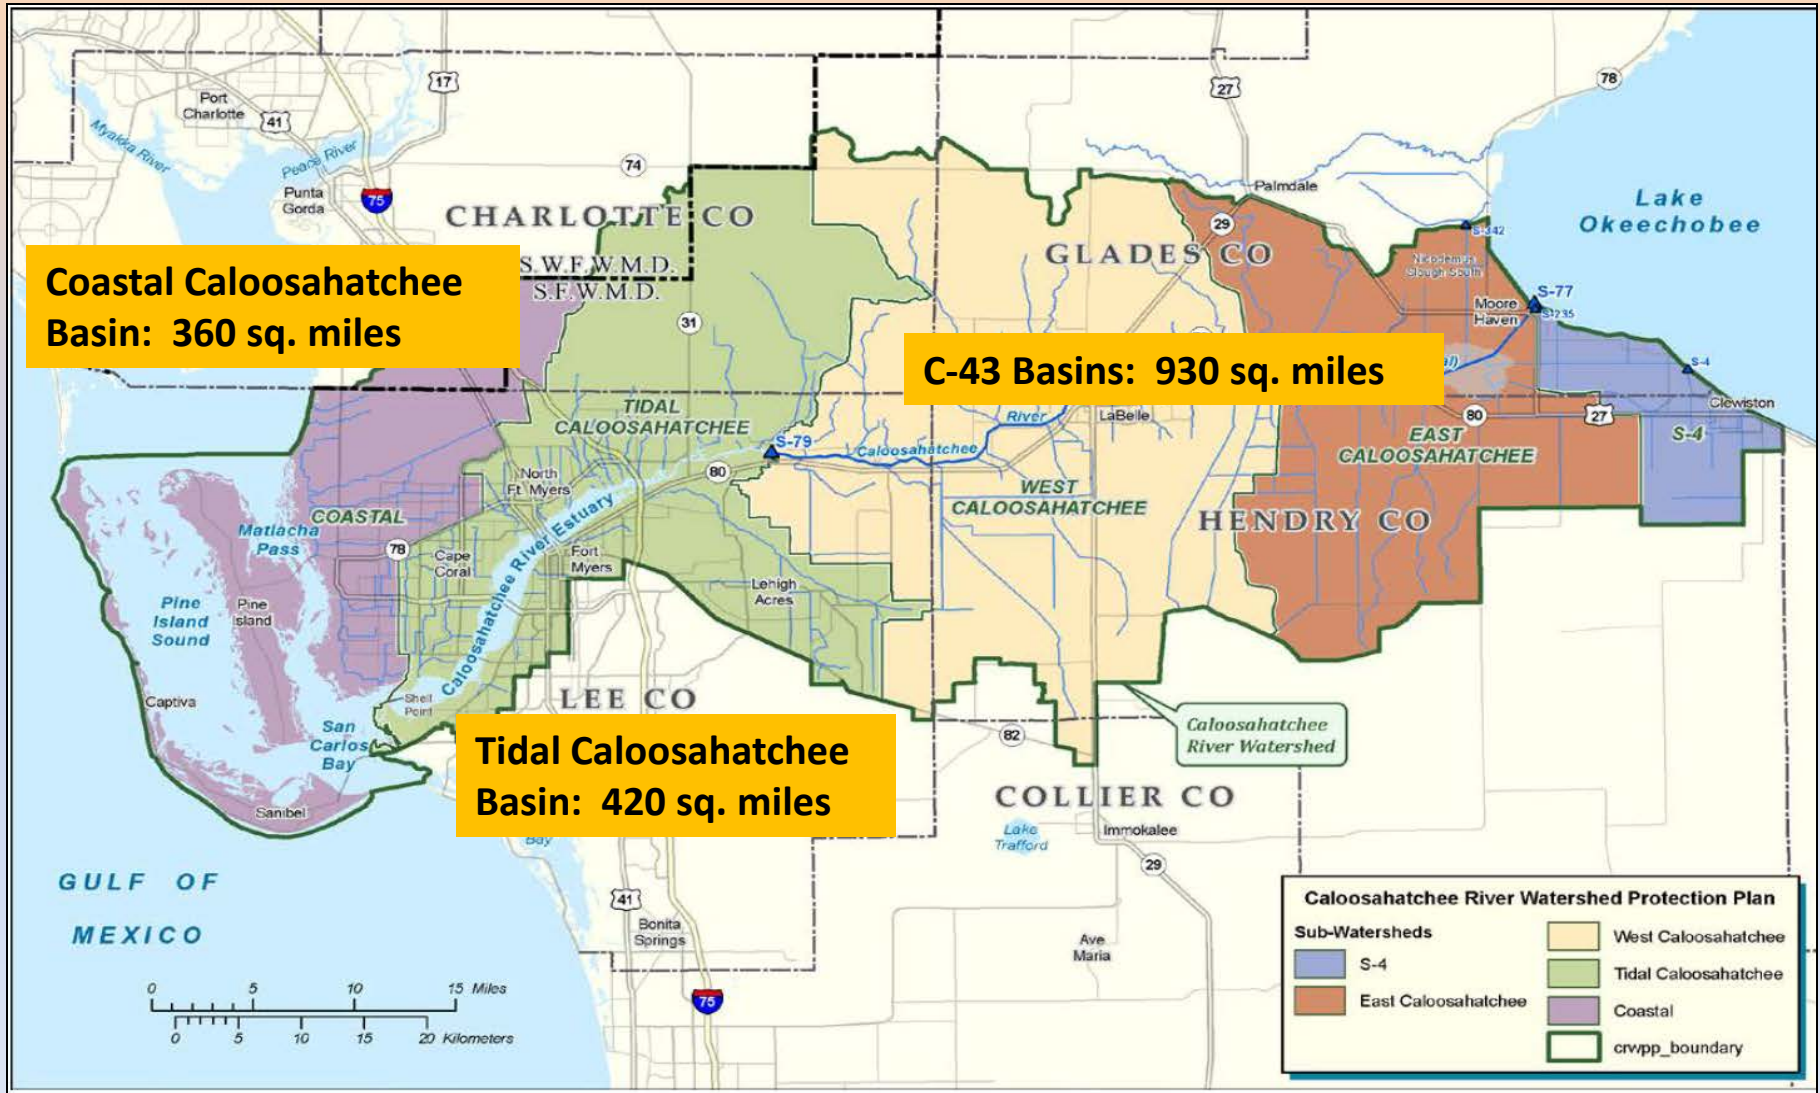 17
78
27
Port
Charlotte
41
Myakka River
Peace River
74
Punta
Gorda
75
Palmdale
Lake
Okeechobee
CHARLOTTE CO
29
S-342
GLADES CO
Nicodemus
Slough South
S.W.F.W.M.D.
S.F.W.M.D.
Coastal Caloosahatchee
Basin: 360 sq. miles
Moore
Haven
S-77
S-235
31
C-43 Basins: 930 sq. miles
S-4
TIDAL
CALOOSAHATCHEE
River
LaBelle
80
27
Clewiston
S-79
Caloosahatchee
EAST
CALOOSAHATCHEE
S-4
80
North
Ft. Myers
WEST
CALOOSAHATCHEE
HENDRY CO
COASTAL
Matlacha
Pass
78
Cape
Coral
Caloosahatchee River Estuary
Fort
Myers
Lehigh
Acres
Pine
Island
Sound
Pine
Island
Captiva
Shell
Point
LEE CO
San
Carlos
Bay
Caloosahatchee
River Watershed
82
Tidal Caloosahatchee
Basin: 420 sq. miles
Sanibel
COLLIER CO
Bay
Lake
Trafford
Immokalee
29
GULF OF
MEXICO
41
Bonita
Springs
Ave
Maria
75
0 5 10 15 Miles
0 5 10 15 20 Kilometers
Caloosahatchee River Watershed Protection Plan
Sub-Watersheds
S-4
East Caloosahatchee
West Caloosahatchee
Tidal Caloosahatchee
Coastal
crwpp_boundary